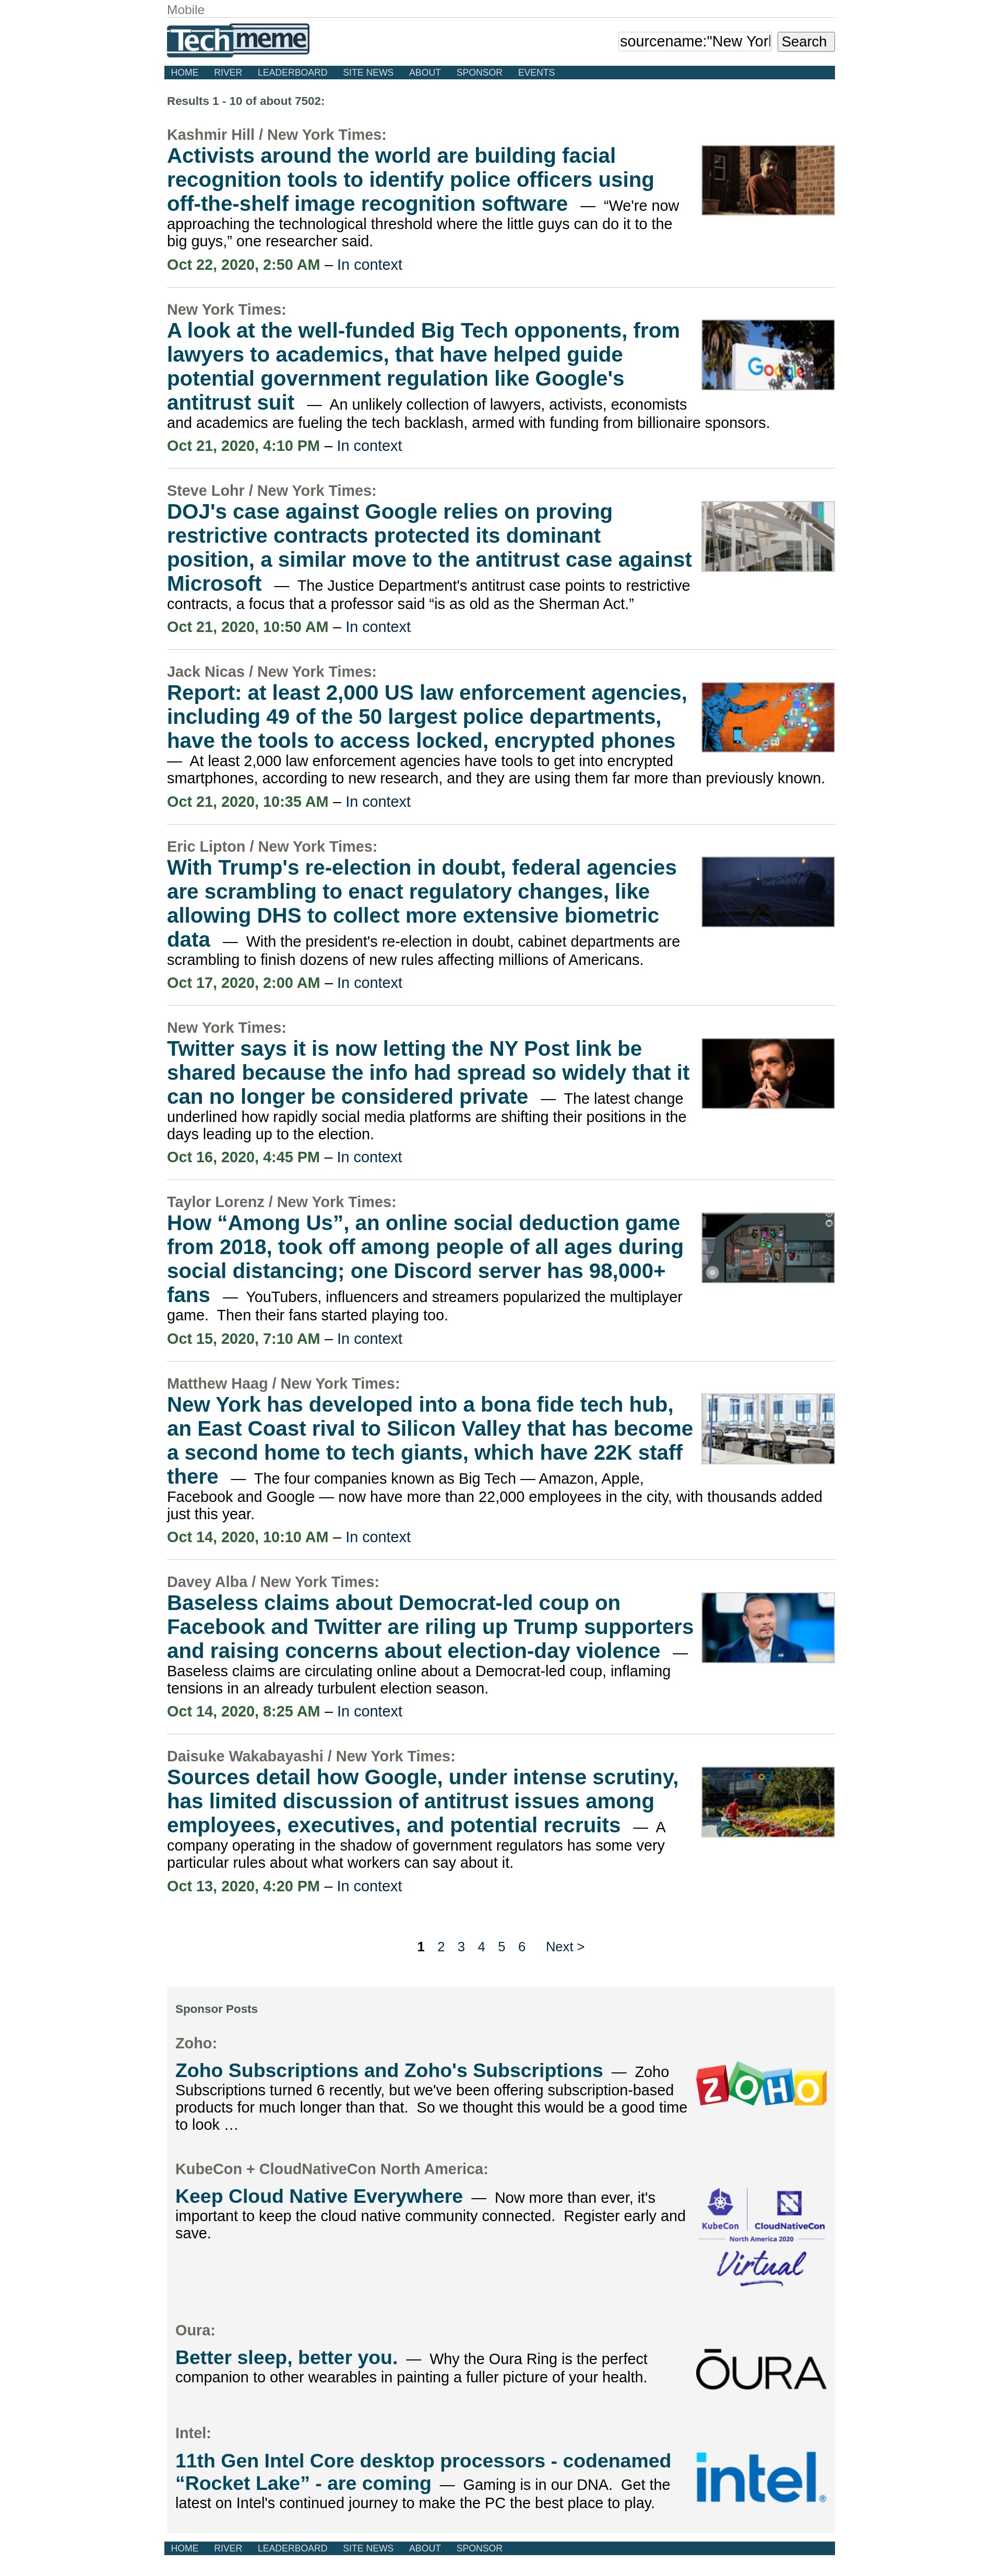 Mobile
Techmeme
sourcename:"New Yor
Search
HOME RIVER LEADERBOARD SITE NEWS ABOUT SPONSOR EVENTS
Results 1 - 10 of about 7502:
Kashmir Hill / New York Times:
Activists around the world are building facial
recognition tools to identify police officers using
off-the-shelf image recognition software — “We're now
approaching the technological threshold where the little guys can do it to the
big guys,” one researcher said.
Oct 22, 2020, 2:50 AM – In context
New York Times:
A look at the well-funded Big Tech opponents, from
lawyers to academics, that have helped guide
potential government regulation like Google's
antitrust suit — An unlikely collection of lawyers, activists, economists
and academics are fueling the tech backlash, armed with funding from billionaire sponsors.
Google
Oct 21, 2020, 4:10 PM – In context
Steve Lohr / New York Times:
DOJ's case against Google relies on proving
restrictive contracts protected its dominant
position, a similar move to the antitrust case against
Microsoft — The Justice Department's antitrust case points to restrictive
contracts, a focus that a professor said “is as old as the Sherman Act.”
Oct 21, 2020, 10:50 AM – In context
Jack Nicas / New York Times:
Report: at least 2,000 US law enforcement agencies,
including 49 of the 50 largest police departments,
have the tools to access locked, encrypted phones
— At least 2,000 law enforcement agencies have tools to get into encrypted
smartphones, according to new research, and they are using them far more than previously known.
Oct 21, 2020, 10:35 AM – In context
Eric Lipton / New York Times:
With Trump's re-election in doubt, federal agencies
are scrambling to enact regulatory changes, like
allowing DHS to collect more extensive biometric
data — With the president's re-election in doubt, cabinet departments are
scrambling to finish dozens of new rules affecting millions of Americans.
Oct 17, 2020, 2:00 AM – In context
New York Times:
Twitter says it is now letting the NY Post link be
shared because the info had spread so widely that it
can no longer be considered private — The latest change
underlined how rapidly social media platforms are shifting their positions in the
days leading up to the election.
Oct 16, 2020, 4:45 PM – In context
Taylor Lorenz / New York Times:
How “Among Us”, an online social deduction game
from 2018, took off among people of all ages during
social distancing; one Discord server has 98,000+
fans — YouTubers, influencers and streamers popularized the multiplayer
game. Then their fans started playing too.
Oct 15, 2020, 7:10 AM – In context
Matthew Haag / New York Times:
New York has developed into a bona fide tech hub,
an East Coast rival to Silicon Valley that has become
a second home to tech giants, which have 22K staff
there — The four companies known as Big Tech — Amazon, Apple,
Facebook and Google — now have more than 22,000 employees in the city, with thousands added
just this year.
Oct 14, 2020, 10:10 AM – In context
Davey Alba / New York Times:
Baseless claims about Democrat-led coup on
Facebook and Twitter are riling up Trump supporters
and raising concerns about election-day violence —
Baseless claims are circulating online about a Democrat-led coup, inflaming
tensions in an already turbulent election season.
Oct 14, 2020, 8:25 AM – In context
Daisuke Wakabayashi / New York Times:
Sources detail how Google, under intense scrutiny,
has limited discussion of antitrust issues among
employees, executives, and potential recruits — A
company operating in the shadow of government regulators has some very
particular rules about what workers can say about it.
Google
Oct 13, 2020, 4:20 PM – In context
1 2 3 4 5 6 Next >
Sponsor Posts
Zoho:
Zoho Subscriptions and Zoho's Subscriptions — Zoho
Subscriptions turned 6 recently, but we've been offering subscription-based
products for much longer than that. So we thought this would be a good time
to look …
ZOHO
KubeCon + CloudNativeCon North America:
Keep Cloud Native Everywhere — Now more than ever, it's
important to keep the cloud native community connected. Register early and
save.
KubeCon CloudNativeCon
North America 2020
Virtual
Oura:
Better sleep, better you. — Why the Oura Ring is the perfect
companion to other wearables in painting a fuller picture of your health.
ŌURA
Intel:
11th Gen Intel Core desktop processors - codenamed
“Rocket Lake” - are coming — Gaming is in our DNA. Get the
latest on Intel's continued journey to make the PC the best place to play.
intel®
HOME RIVER LEADERBOARD SITE NEWS ABOUT SPONSOR